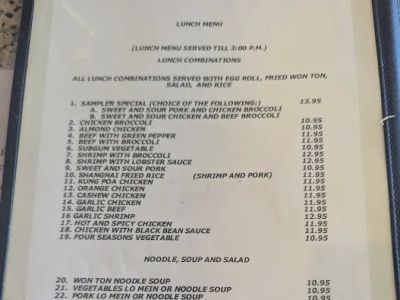 LUNCH MENU
(LUNCH MENU SERVED TILL 3:00 P.M.)
LUNCH COMBINATIONS
ALL LUNCH COMBINATIONS SERVED WITH EGG ROLL, FRIED WON TON,
SALAD, AND RICE
1. SAMPLER SPECIAL (CHOICE OF THE FOLLOWING:) 13.95
A. SWEET AND SOUR PORK AND CHICKEN BROCCOLI
B. SWEET AND SOUR CHICKEN AND BEEF BROCCOLI
2. CHICKEN BROCCOLI 10.95
3. ALMOND CHICKEN 10.95
4. BEEF WITH GREEN PEPPER 11.95
5. BEEF WITH BROCCOLI 11.95
6. SUBGUM VEGETABLE 10.95
7. SHRIMP WITH BROCCOLI 12.95
8. SHRIMP WITH LOBSTER SAUCE 12.95
9. SWEET AND SOUR PORK 10.95
10. SHANGHAI FRIED RICE (SHRIMP AND PORK) 11.95
11. KUNG POA CHICKEN 11.95
12. ORANGE CHICKEN 11.95
13. CASHEW CHICKEN 11.95
14. GARLIC CHICKEN 11.95
15. GARLIC BEEF 11.95
16 GARLIC SHRIMP 12.95
17. HOT AND SPICY CHICKEN 11.95
18. CHICKEN WITH BLACK BEAN SAUCE 11.95
19. FOUR SEASONS VEGETABLE 10.95
NOODLE, SOUP AND SALAD
20. WON TON NOODLE SOUP 10.95
21. VEGETABLES LO MEIN OR NOODLE SOUP 10.95
22. PORK LO MEIN OR NOODLE SOUP 10.95